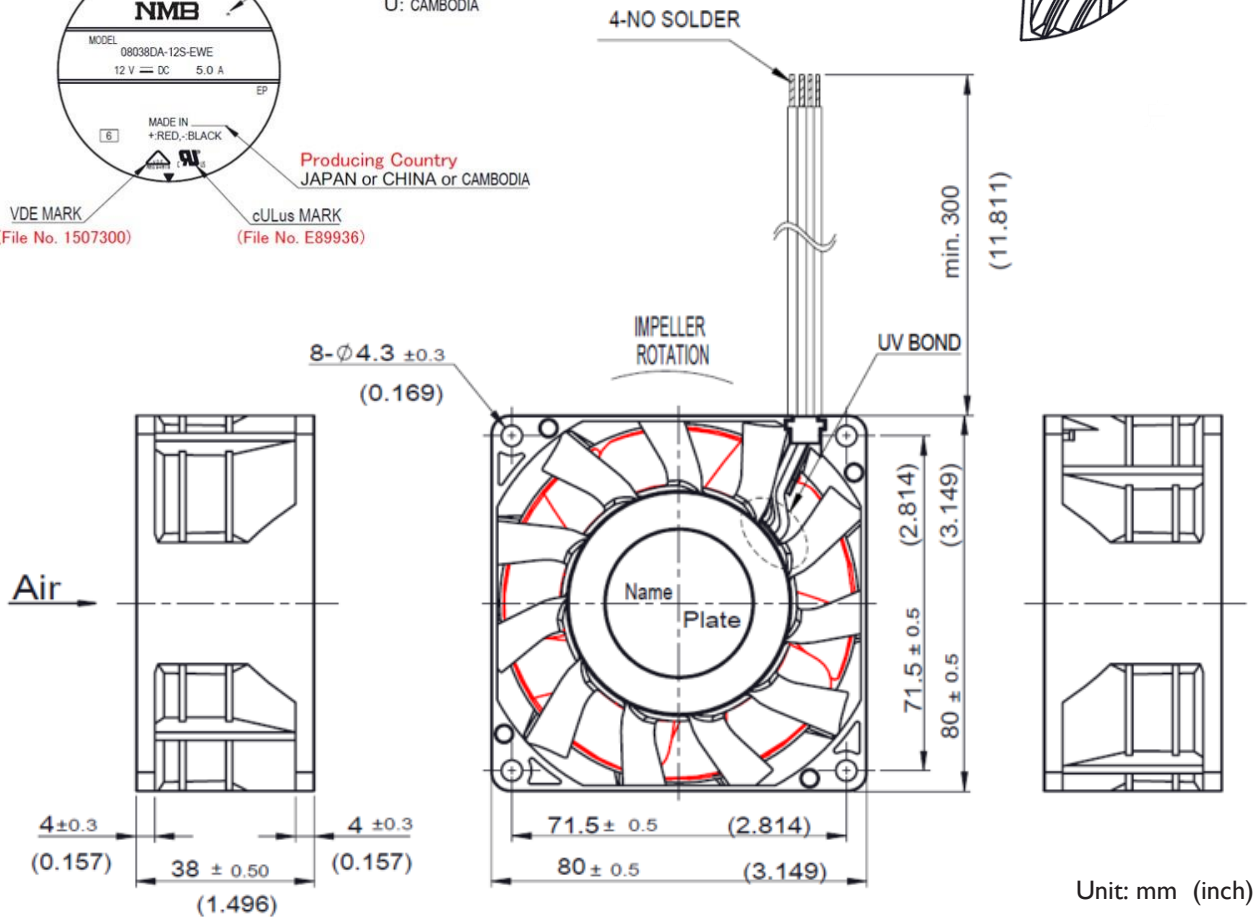 NMB
U: CAMBODIA
MODEL
08038DA-12S-EWE
12 V ⎓ DC 5.0 A
EP
MADE IN
6
+:RED,-:BLACK
Producing Country
JAPAN or CHINA or CAMBODIA
VDE MARK
(File No. 1507300)
cULus MARK
(File No. E89936)
4-NO SOLDER
min. 300
(11.811)
IMPELLER
ROTATION
UV BOND
8-Ø4.3 ±0.3
(0.169)
Air
Name
Plate
(2.814)
(3.149)
71.5 ± 0.5
80 ± 0.5
4±0.3
(0.157)
38 ± 0.50
(1.496)
4 ±0.3
(0.157)
71.5 ± 0.5 (2.814)
80 ± 0.5 (3.149)
Unit: mm (inch)